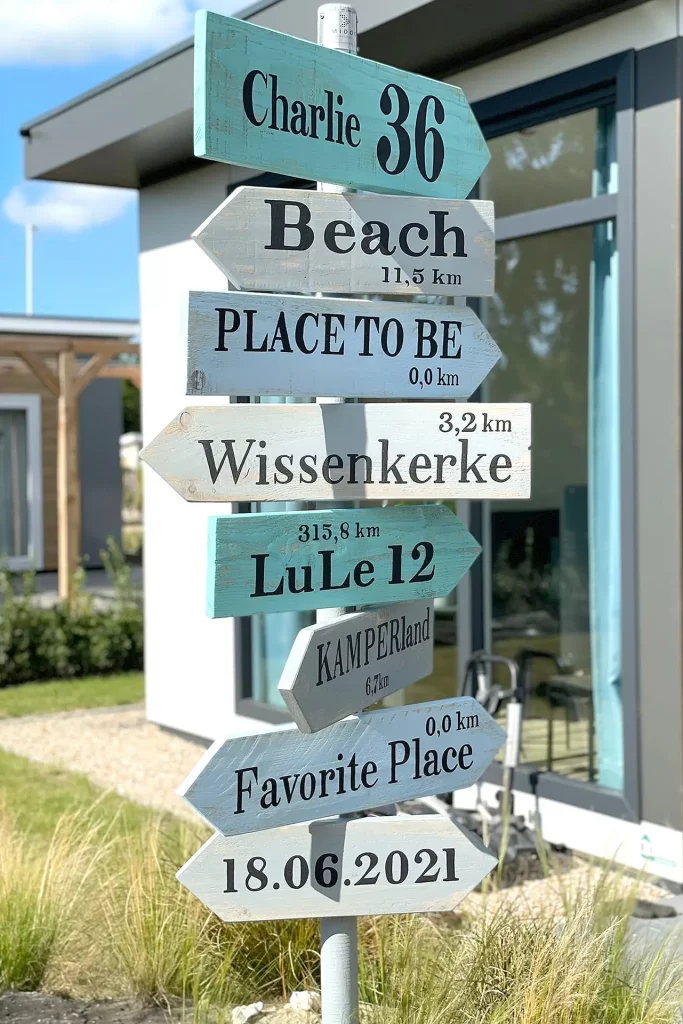 Charlie 36
Beach
11,5 km
PLACE TO BE
0,0 km
3,2 km
Wissenkerke
315,8 km
LuLe 12
KAMPERland
6,7km
0,0 km
Favorite Place
18.06.2021